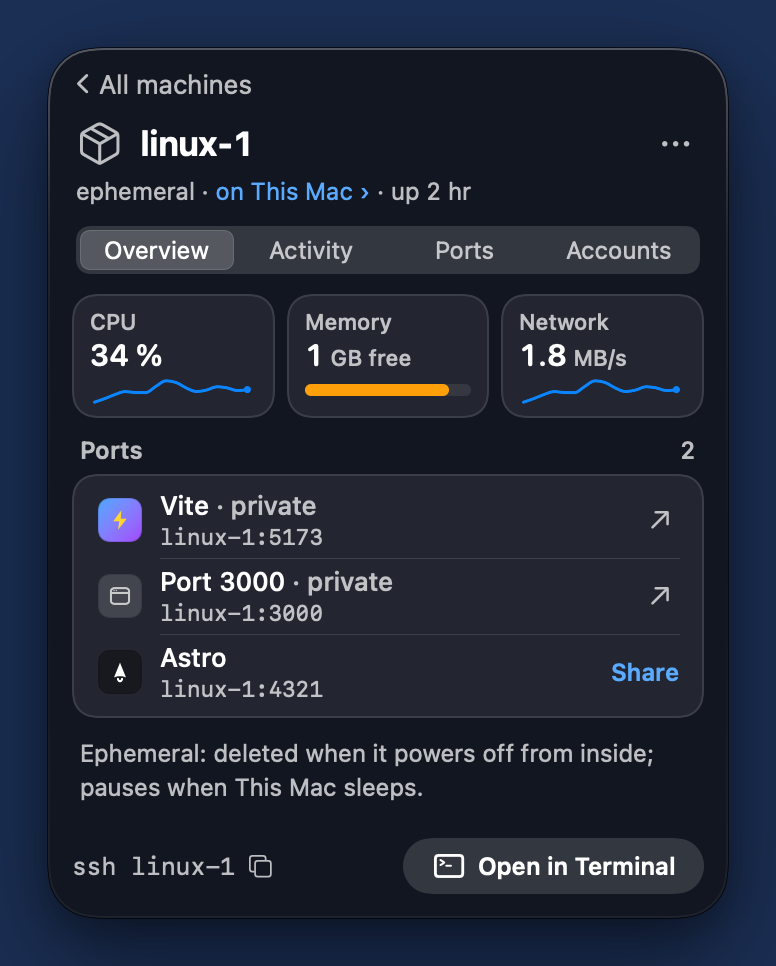 All machines
linux-1
ephemeral · on This Mac › · up 2 hr
Overview Activity Ports Accounts
CPU Memory Network
34 % 1 GB free 1.8 MB/s
Ports 2
Vite · private
linux-1:5173
Port 3000 · private
linux-1:3000
Astro
linux-1:4321
Share
Ephemeral: deleted when it powers off from inside;
pauses when This Mac sleeps.
ssh linux-1 Open in Terminal